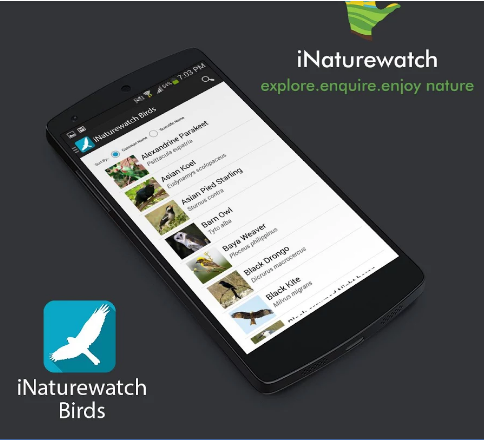 iNaturewatch
explore.enquire.enjoy nature
7:03 PM
iNaturewatch Birds
Sort By: Common Name Scientific Name
Alexandrine Parakeet
Psittacula eupatria
Asian Koel
Eudynamys scolopaceus
Asian Pied Starling
Sturnus contra
Barn Owl
Tyto alba
Baya Weaver
Ploceus philippinus
Black Drongo
Dicrurus macrocernus
Black Kite
Milvus migrans
iNaturewatch
Birds